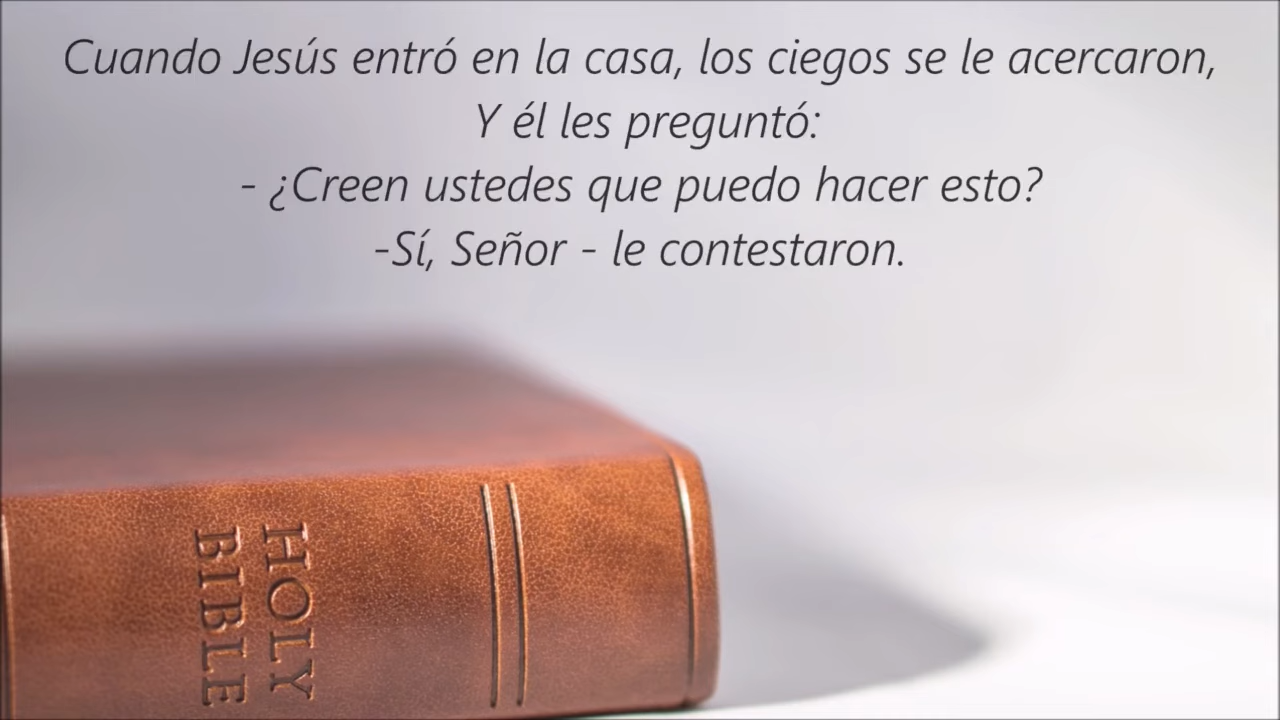 Cuando Jesús entró en la casa, los ciegos se le acercaron,
Y él les preguntó:
- ¿Creen ustedes que puedo hacer esto?
-Sí, Señor - le contestaron.
HOLY
BIBLE